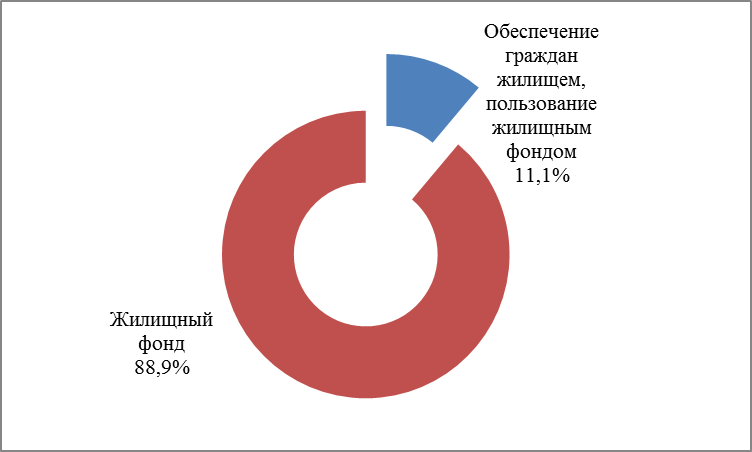 Обеспечение
граждан
жилищем,
пользование
жилищным
фондом
11,1%
Жилищный
фонд
88,9%